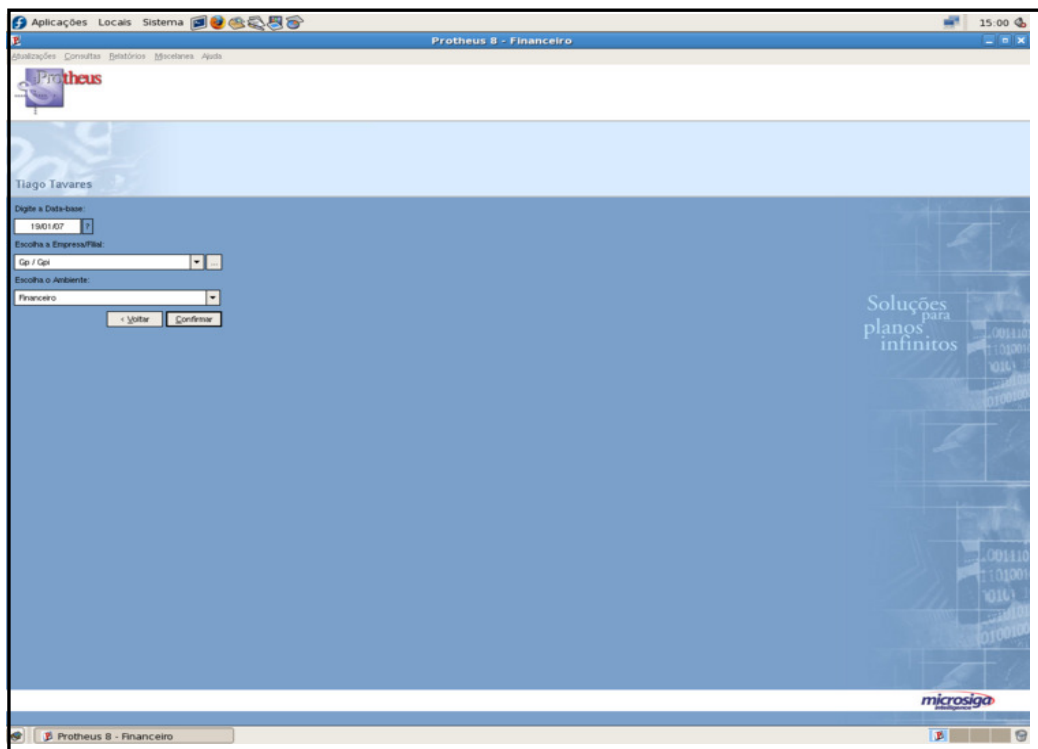 Aplicações Locais Sistema 15:00
Protheus 8 - Financeiro
Atualizações Consultas Relatórios Miscelanea Ajuda
Protheus
Tiago Tavares
Digite a Data-base:
19/01/07 ?
Escolha a Empresa/Filial:
Gp / Gpi ...
Escolha o Ambiente:
Financeiro
< Voltar Confirmar
Soluções
para
planos
infinitos
microsiga
Protheus 8 - Financeiro